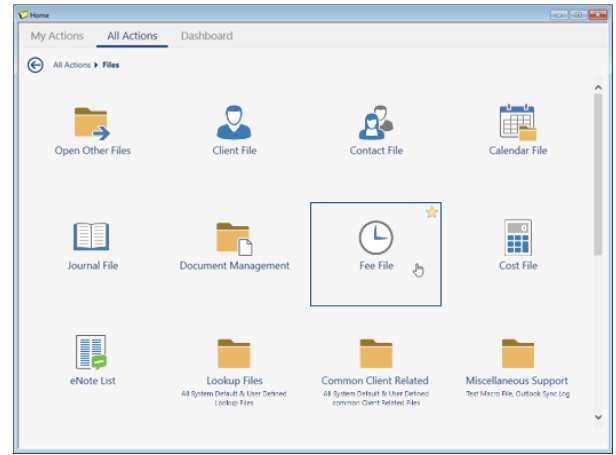 Home
My Actions All Actions Dashboard
All Actions Files
Open Other Files Client File Contact File Calendar File
Journal File Document Management Fee File Cost File
eNote List Lookup Files Common Client Related Miscellaneous Support
All System Default & User Defined All System Default & User Defined Text Macro File, Outlook Sync Log
Lookup Files common Client Related Files